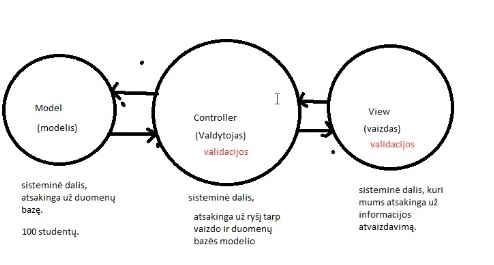 Model
(modelis)
Controller
(Valdytojas)
validacijos
View
(vaizdas)
validacijos
sisteminė dalis,
atsakinga už duomenų
bazę.
100 studentų.
sisteminė dalis,
atsakinga už ryšį tarp
vaizdo ir duomenų
bazės modelio
sisteminė dalis, kuri
mums atsakinga už
informacijos
atvaizdavimą.